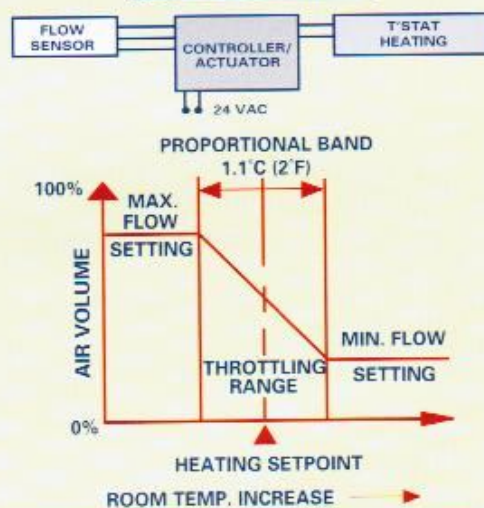 FLOW
SENSOR
CONTROLLER/
ACTUATOR
T'STAT
HEATING
24 VAC
PROPORTIONAL BAND
1.1°C (2°F)
100%
MAX.
FLOW
SETTING
AIR VOLUME
MIN. FLOW
SETTING
THROTTLING
RANGE
0%
HEATING SETPOINT
ROOM TEMP. INCREASE